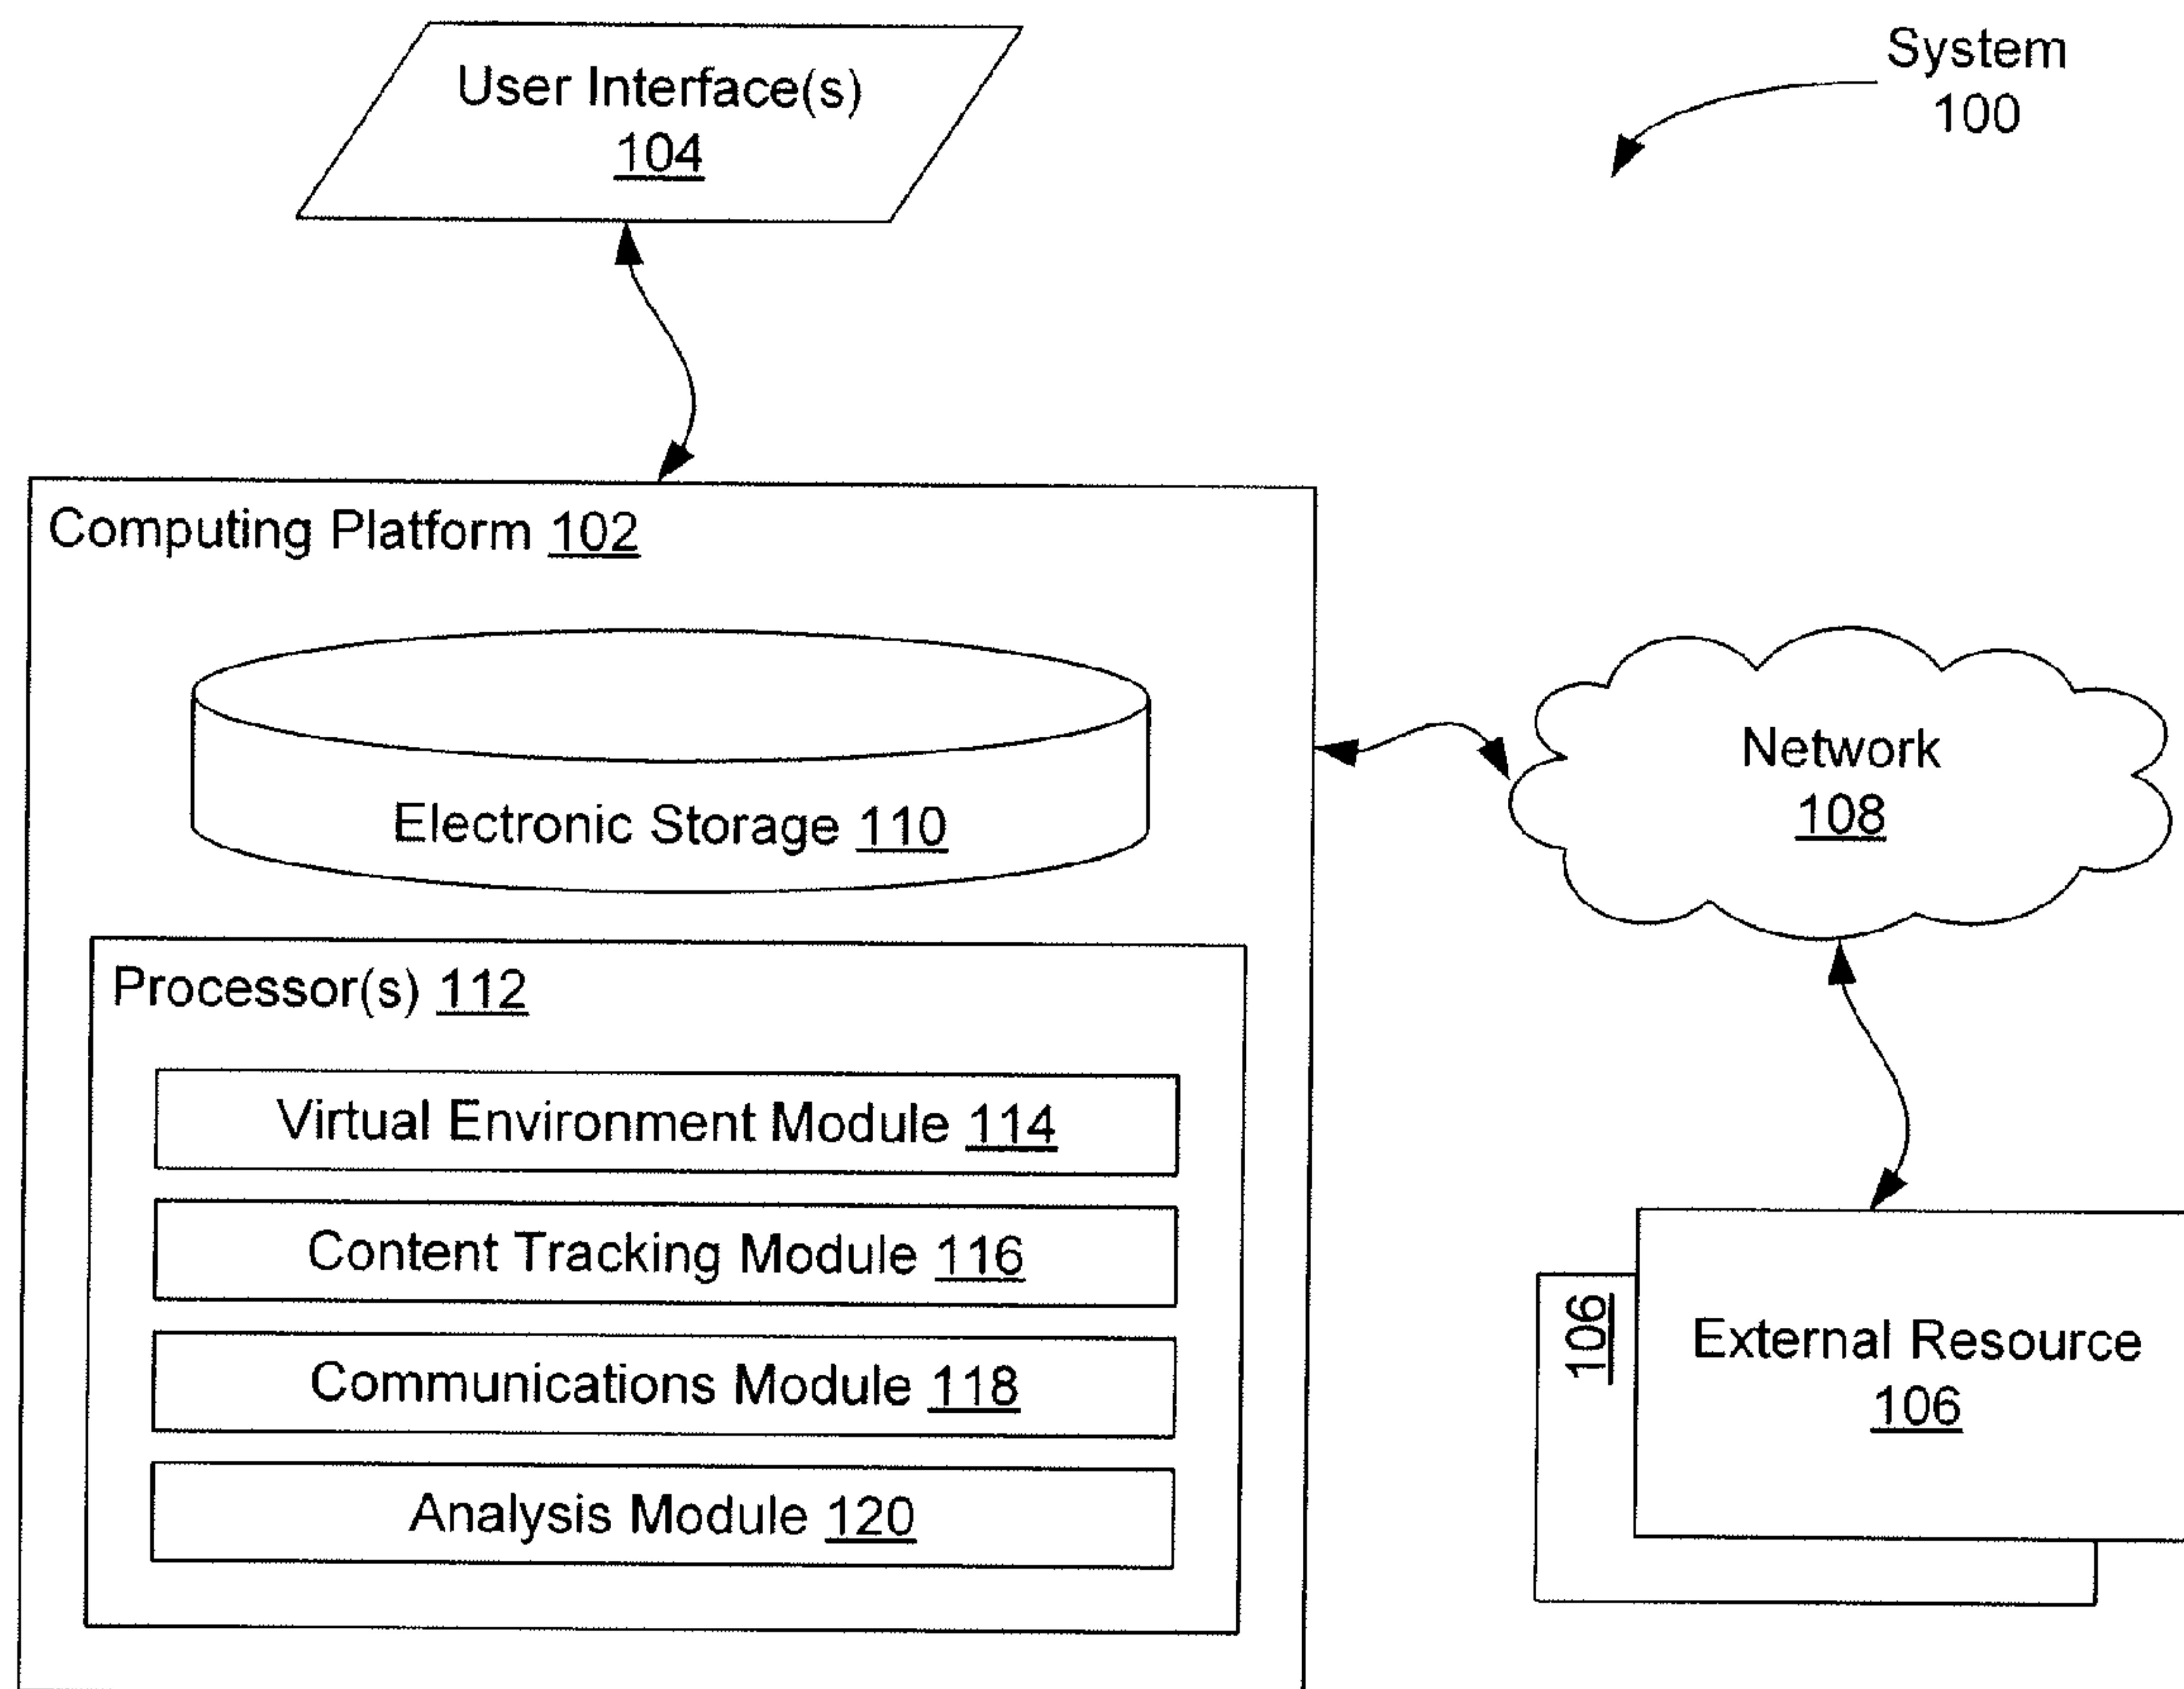 User Interface(s)
104
System
100
Computing Platform 102
Electronic Storage 110
Network
108
Processor(s) 112
Virtual Environment Module 114
Content Tracking Module 116
Communications Module 118
Analysis Module 120
106
External Resource
106